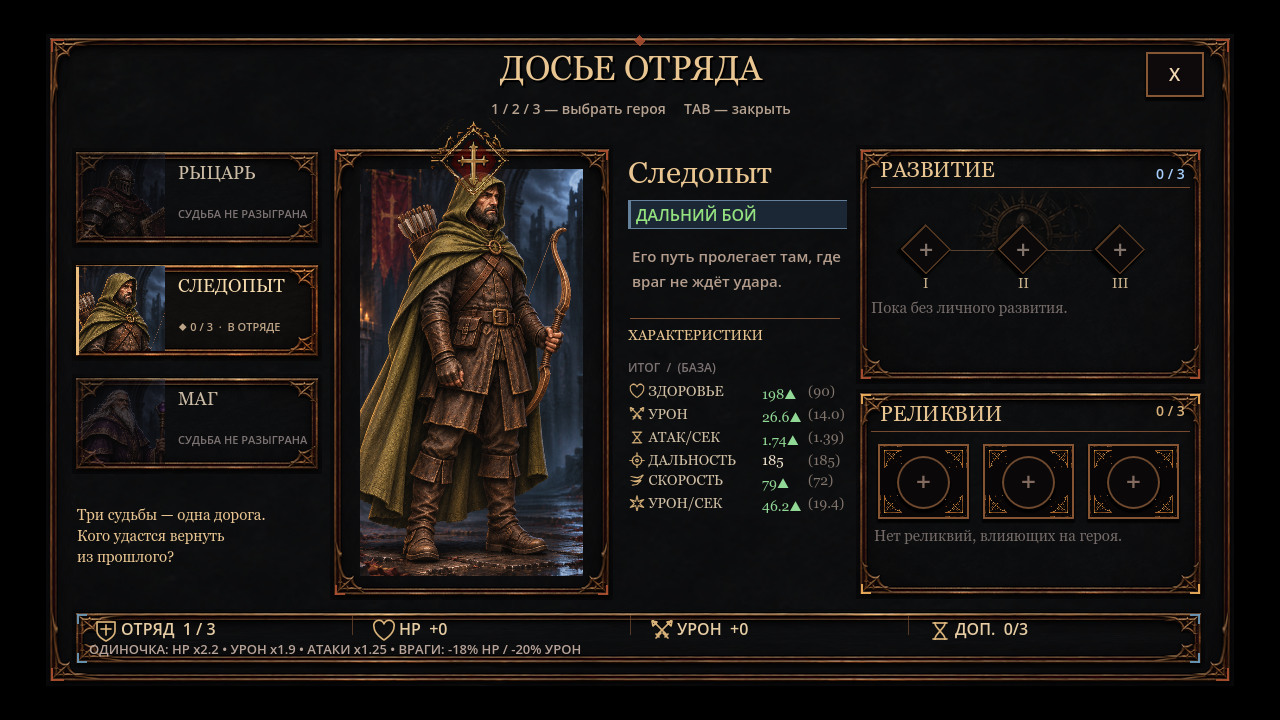 ДОСЬЕ ОТРЯДА
X
1 / 2 / 3 — выбрать героя TAB — закрыть
РЫЦАРЬ
СУДЬБА НЕ РАЗЫГРАНА
СЛЕДОПЫТ
◆ 0 / 3 · В ОТРЯДЕ
МАГ
СУДЬБА НЕ РАЗЫГРАНА
Три судьбы — одна дорога.
Кого удастся вернуть
из прошлого?
Следопыт
ДАЛЬНИЙ БОЙ
Его путь пролегает там, где
враг не ждёт удара.
ХАРАКТЕРИСТИКИ
ИТОГ / (БАЗА)
ЗДОРОВЬЕ 198▲ (90)
УРОН 26.6▲ (14.0)
АТАК/СЕК 1.74▲ (1.39)
ДАЛЬНОСТЬ 185 (185)
СКОРОСТЬ 79▲ (72)
УРОН/СЕК 46.2▲ (19.4)
РАЗВИТИЕ 0 / 3
+ + +
I II III
Пока без личного развития.
РЕЛИКВИИ 0 / 3
+ + +
Нет реликвий, влияющих на героя.
ОТРЯД 1 / 3 HP +0 УРОН +0 ДОП. 0/3
ОДИНОЧКА: HP x2.2 • УРОН x1.9 • АТАКИ x1.25 • ВРАГИ: -18% HP / -20% УРОН